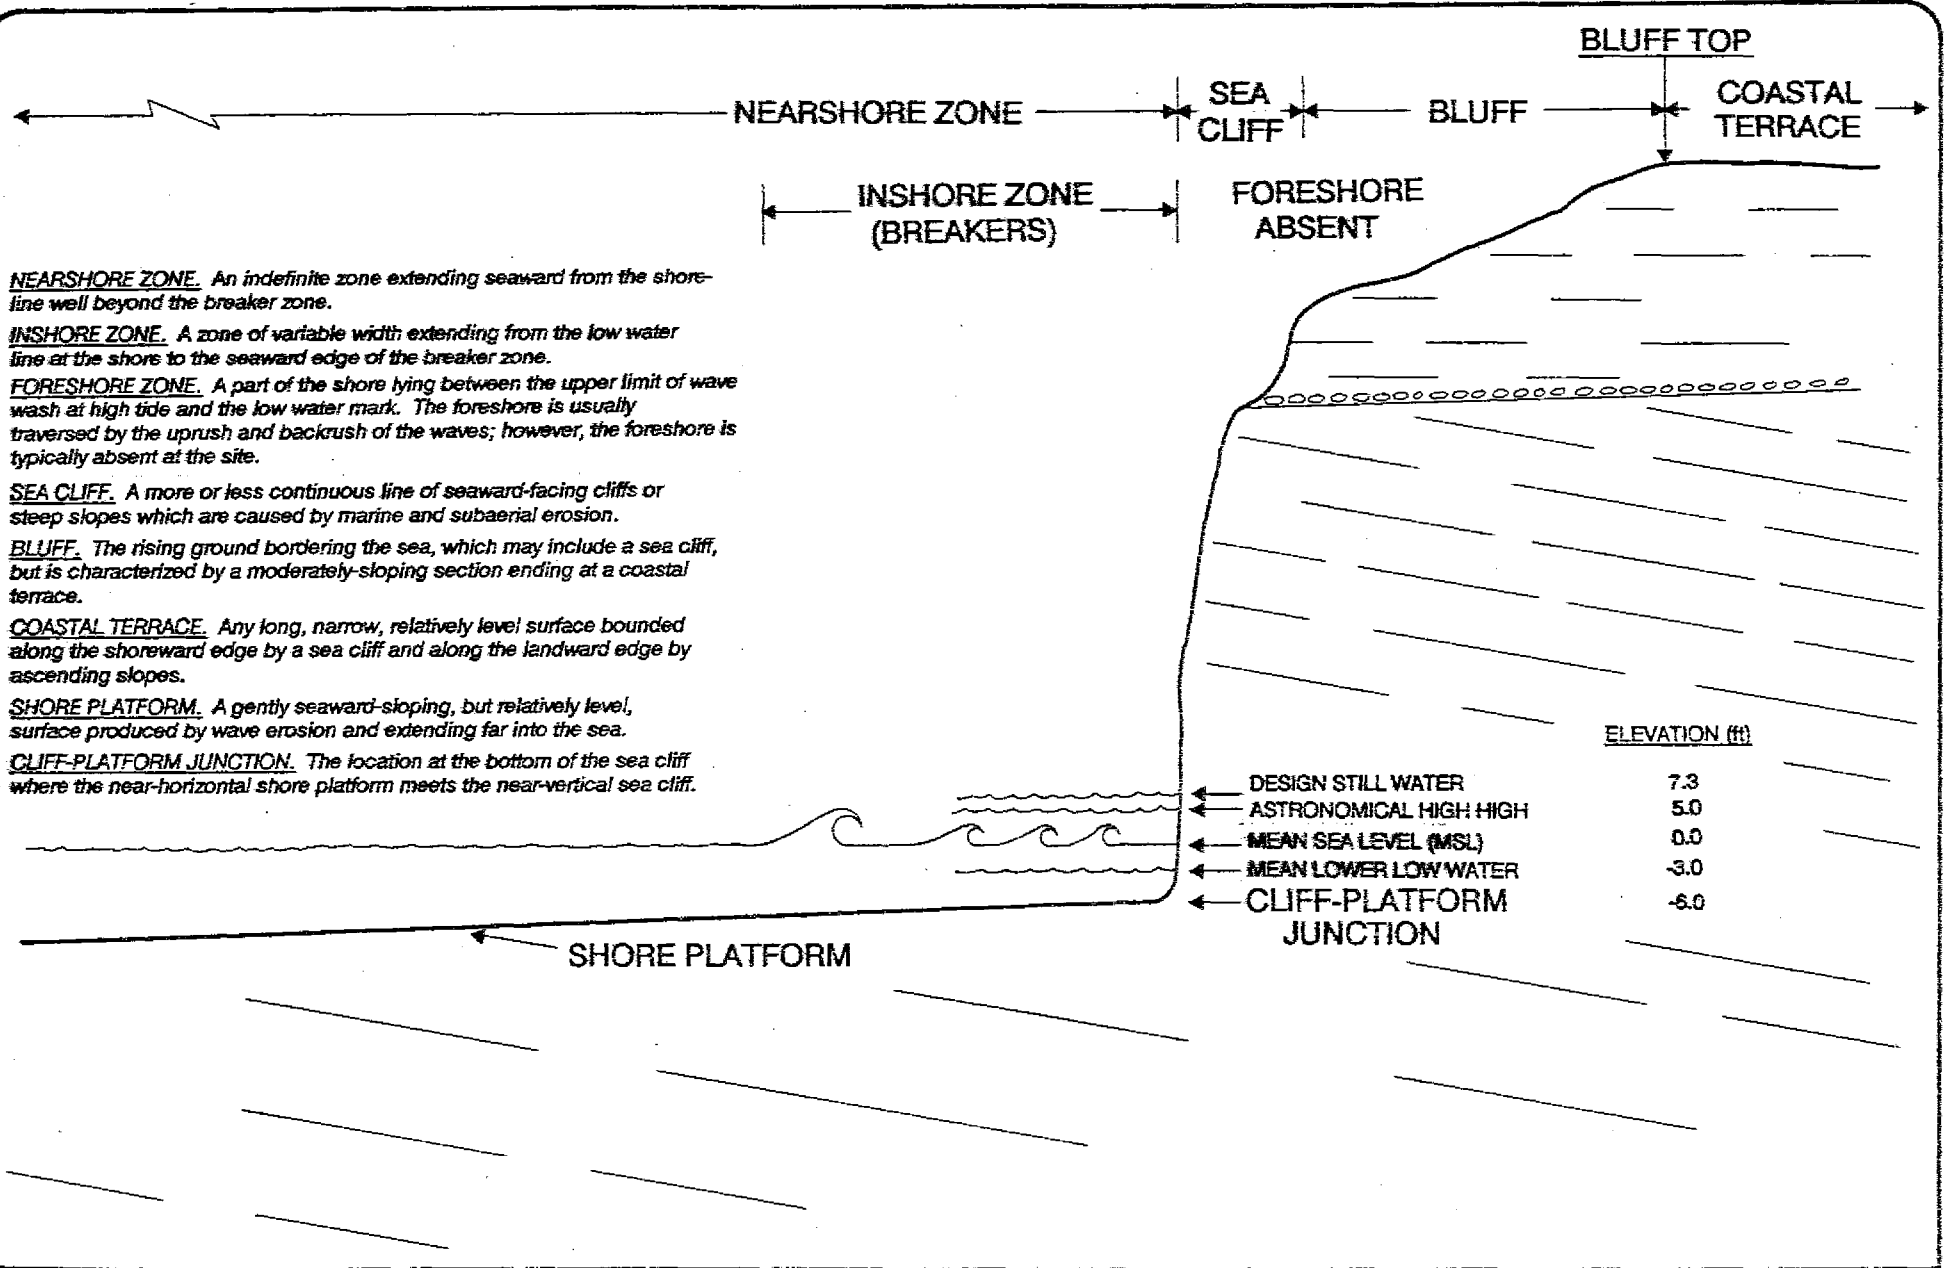 BLUFF TOP
NEARSHORE ZONE
SEA
CLIFF
BLUFF
COASTAL
TERRACE
INSHORE ZONE
(BREAKERS)
FORESHORE
ABSENT
NEARSHORE ZONE. An indefinite zone extending seaward from the shore-
line well beyond the breaker zone.
INSHORE ZONE. A zone of variable width extending from the low water
line at the shore to the seaward edge of the breaker zone.
FORESHORE ZONE. A part of the shore lying between the upper limit of wave
wash at high tide and the low water mark. The foreshore is usually
traversed by the uprush and backrush of the waves; however, the foreshore is
typically absent at the site.
SEA CLIFF. A more or less continuous line of seaward-facing cliffs or
steep slopes which are caused by marine and subaerial erosion.
BLUFF. The rising ground bordering the sea, which may include a sea cliff,
but is characterized by a moderately-sloping section ending at a coastal
terrace.
COASTAL TERRACE. Any long, narrow, relatively level surface bounded
along the shoreward edge by a sea cliff and along the landward edge by
ascending slopes.
SHORE PLATFORM. A gently seaward-sloping, but relatively level,
surface produced by wave erosion and extending far into the sea.
CLIFF-PLATFORM JUNCTION. The location at the bottom of the sea cliff
where the near-horizontal shore platform meets the near-vertical sea cliff.
ELEVATION (ft)
DESIGN STILL WATER 7.3
ASTRONOMICAL HIGH HIGH 5.0
MEAN SEA LEVEL (MSL) 0.0
MEAN LOWER LOW WATER -3.0
CLIFF-PLATFORM -6.0
JUNCTION
SHORE PLATFORM